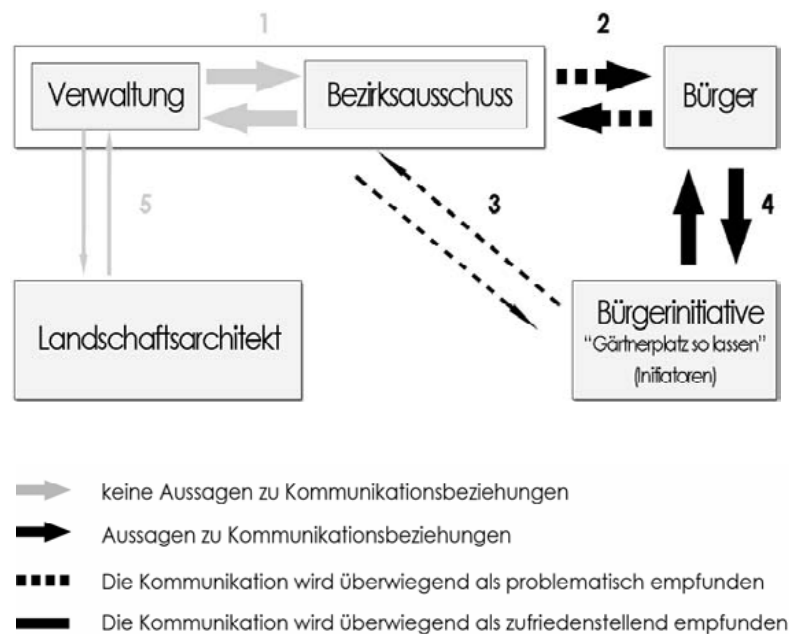 1
2
Verwaltung
Bezirksausschuss
Bürger
5
3
4
Landschaftsarchitekt
Bürgerinitiative
"Gärtnerplatz so lassen"
(Initiatoren)
keine Aussagen zu Kommunikationsbeziehungen
Aussagen zu Kommunikationsbeziehungen
Die Kommunikation wird überwiegend als problematisch empfunden
Die Kommunikation wird überwiegend als zufriedenstellend empfunden